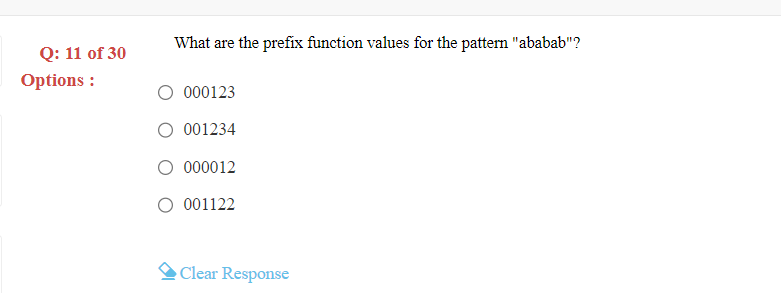 Q: 11 of 30
Options :
What are the prefix function values for the pattern "ababab"?
000123
001234
000012
001122
Clear Response